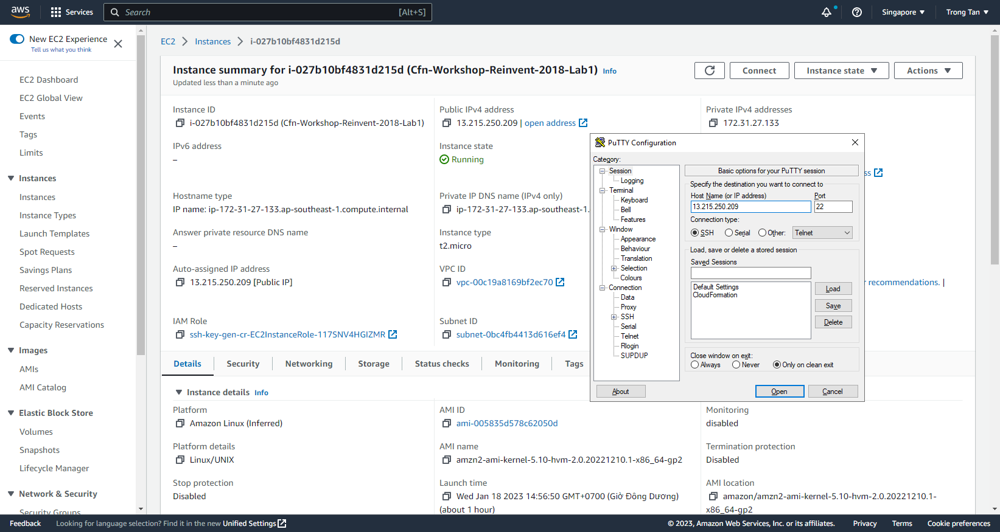 aws
Services
Search
[Alt+S]
Singapore
Trong Tan
New EC2 Experience
Tell us what you think
EC2 Dashboard
EC2 Global View
Events
Tags
Limits
Instances
Instances
Instance Types
Launch Templates
Spot Requests
Savings Plans
Reserved Instances
Dedicated Hosts
Capacity Reservations
Images
AMIs
AMI Catalog
Elastic Block Store
Volumes
Snapshots
Lifecycle Manager
Network & Security
Security Groups
EC2 Instances i-027b10bf4831d215d
Instance summary for i-027b10bf4831d215d (Cfn-Workshop-Reinvent-2018-Lab1) Info
Updated less than a minute ago
Connect
Instance state
Actions
Instance ID
i-027b10bf4831d215d (Cfn-Workshop-Reinvent-2018-Lab1)
Public IPv4 address
13.215.250.209 | open address
Private IPv4 addresses
172.31.27.133
IPv6 address
–
Instance state
Running
ss
Hostname type
IP name: ip-172-31-27-133.ap-southeast-1.compute.internal
Private IP DNS name (IPv4 only)
ip-172-31-27-133.ap-southeast-1.
Answer private resource DNS name
–
Instance type
t2.micro
Auto-assigned IP address
13.215.250.209 [Public IP]
VPC ID
vpc-00c19a8169bf2ec70
r recommendations. |
IAM Role
ssh-key-gen-cr-EC2InstanceRole-117SNV4HGIZMR
Subnet ID
subnet-0bc4fb4413d616ef4
Details
Security
Networking
Storage
Status checks
Monitoring
Tags
Instance details Info
Platform
Amazon Linux (Inferred)
AMI ID
ami-005835d578c62050d
Monitoring
disabled
Platform details
Linux/UNIX
AMI name
amzn2-ami-kernel-5.10-hvm-2.0.20221210.1-x86_64-gp2
Termination protection
Disabled
Stop protection
Disabled
Launch time
Wed Jan 18 2023 14:56:50 GMT+0700 (Giờ Đông Dương)
(about 1 hour)
AMI location
amazon/amzn2-ami-kernel-5.10-hvm-2.0.20221210.1-
x86_64-gp2
PuTTY Configuration
Category:
Session
Logging
Terminal
Keyboard
Bell
Features
Window
Appearance
Behaviour
Translation
Selection
Colours
Connection
Data
Proxy
SSH
Serial
Telnet
Rlogin
SUPDUP
Basic options for your PuTTY session
Specify the destination you want to connect to
Host Name (or IP address)
Port
13.215.250.209
22
Connection type:
SSH
Serial
Other:
Telnet
Load, save or delete a stored session
Saved Sessions
Default Settings
CloudFormation
Load
Save
Delete
Close window on exit:
Always
Never
Only on clean exit
About
Open
Cancel
Feedback
Looking for language selection? Find it in the new Unified Settings
© 2023, Amazon Web Services, Inc. or its affiliates.
Privacy
Terms
Cookie preferences